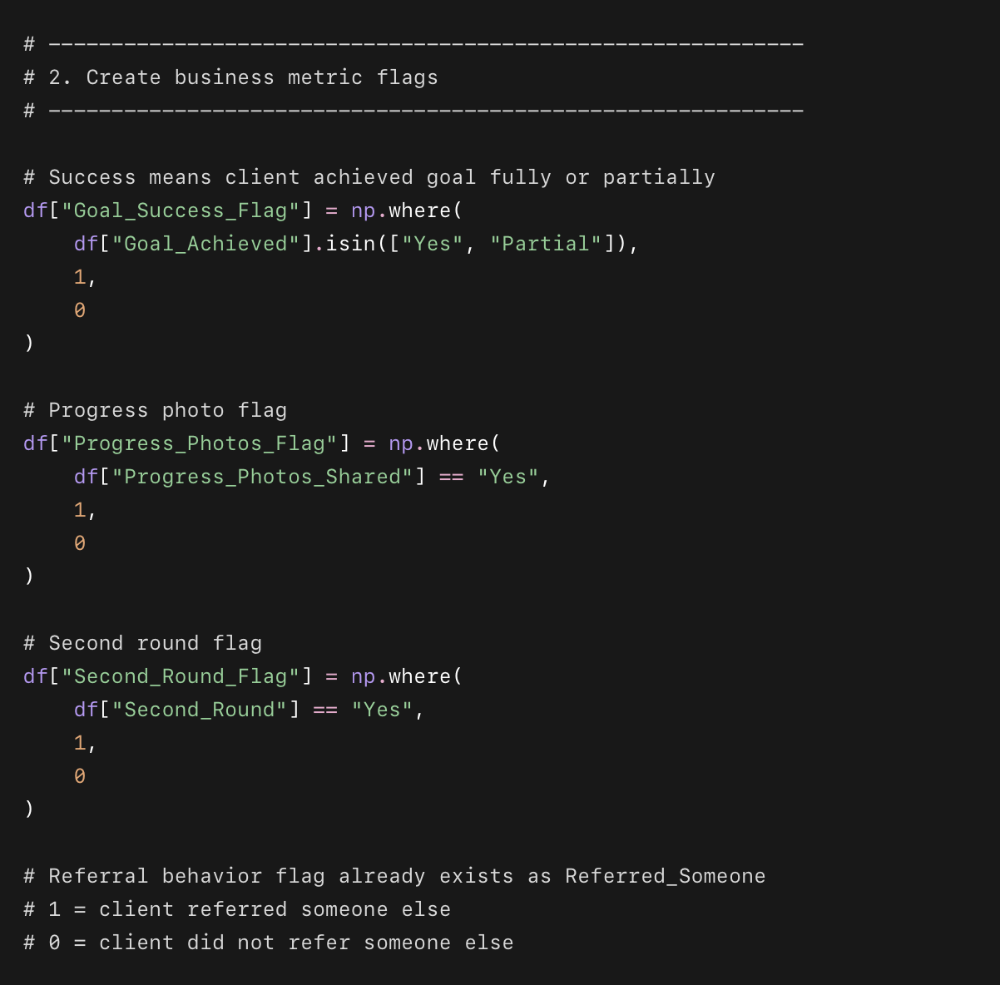 # ————————————————————————————————————————————————————————————
# 2. Create business metric flags
# ————————————————————————————————————————————————————————————

# Success means client achieved goal fully or partially
df["Goal_Success_Flag"] = np.where(
    df["Goal_Achieved"].isin(["Yes", "Partial"]),
    1,
    0
)

# Progress photo flag
df["Progress_Photos_Flag"] = np.where(
    df["Progress_Photos_Shared"] == "Yes",
    1,
    0
)

# Second round flag
df["Second_Round_Flag"] = np.where(
    df["Second_Round"] == "Yes",
    1,
    0
)

# Referral behavior flag already exists as Referred_Someone
# 1 = client referred someone else
# 0 = client did not refer someone else